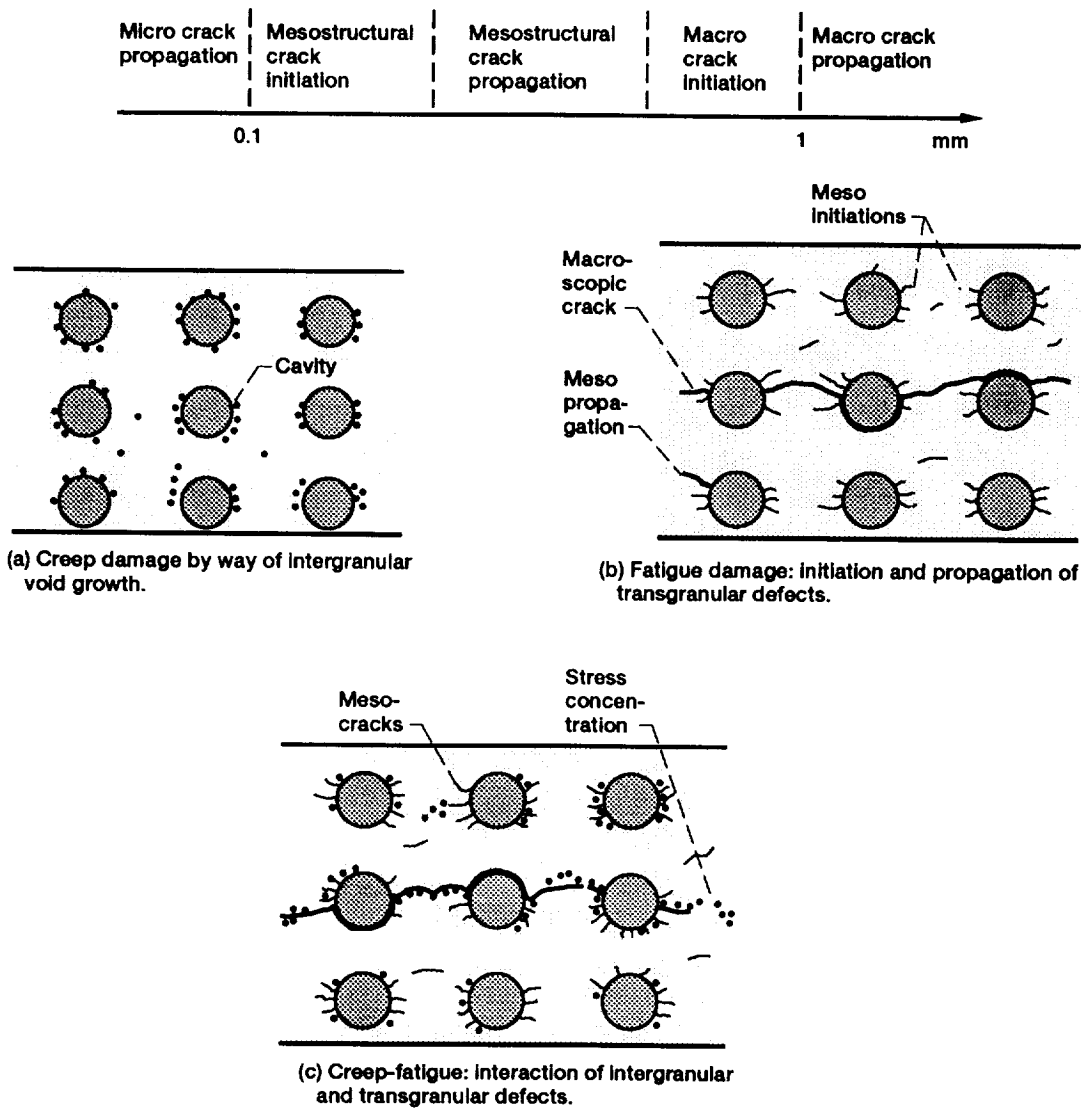 Micro crack
propagation
Mesostructural
crack
initiation
Mesostructural
crack
propagation
Macro
crack
initiation
Macro crack
propagation
0.1
1
mm
Cavity
(a) Creep damage by way of intergranular
void growth.
Meso
initiations
Macro-
scopic
crack
Meso
propa-
gation
(b) Fatigue damage: initiation and propagation of
transgranular defects.
Meso-
cracks
Stress
concen-
tration
(c) Creep-fatigue: interaction of intergranular
and transgranular defects.